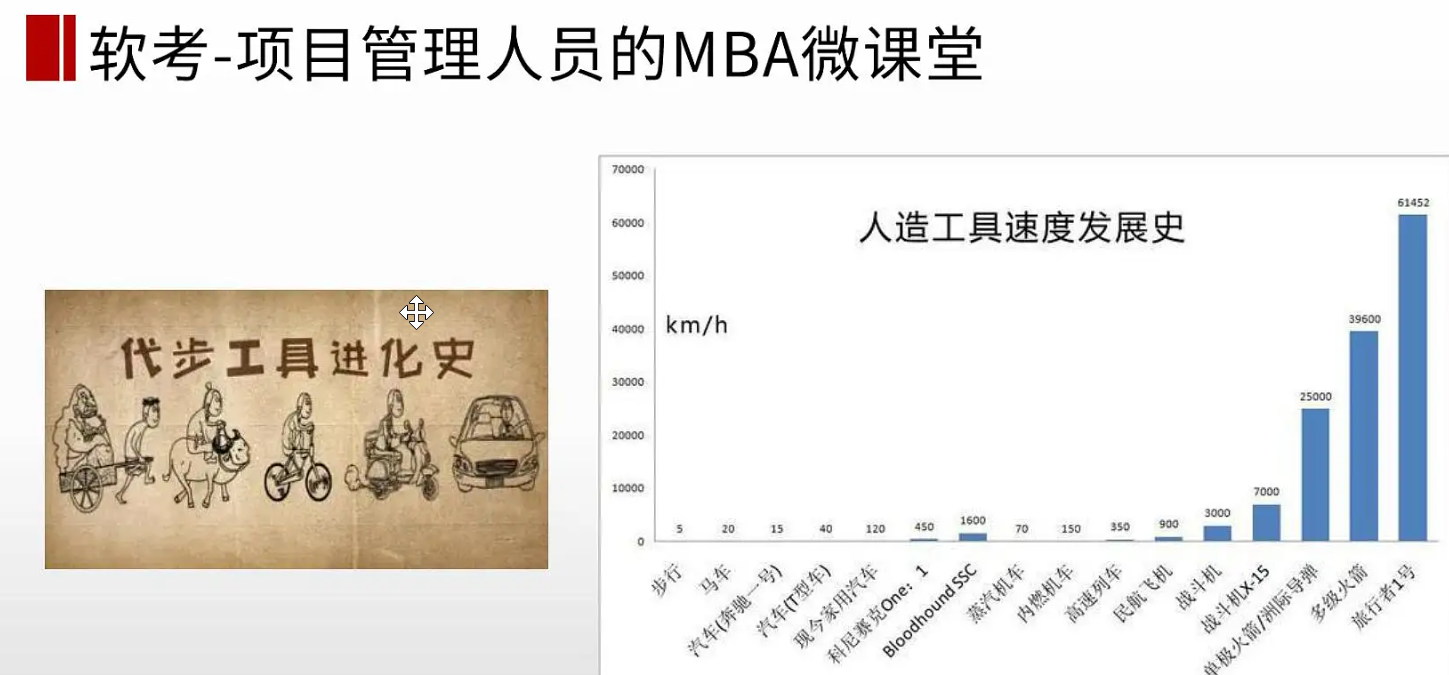 软考-项目管理人员的MBA微课堂
代步工具进化史
人造工具速度发展史
km/h
70000
60000
50000
40000
30000
20000
10000
0
5
20
15
40
120
450
1600
70
150
350
900
3000
7000
25000
39600
61452
步行
马车
汽车(奔驰一号)
汽车(T型车)
现今家用汽车
科尼赛克One：1
Bloodhound SSC
蒸汽机车
内燃机车
高速列车
民航飞机
战斗机
战斗机X-15
单极火箭/洲际导弹
多级火箭
旅行者1号